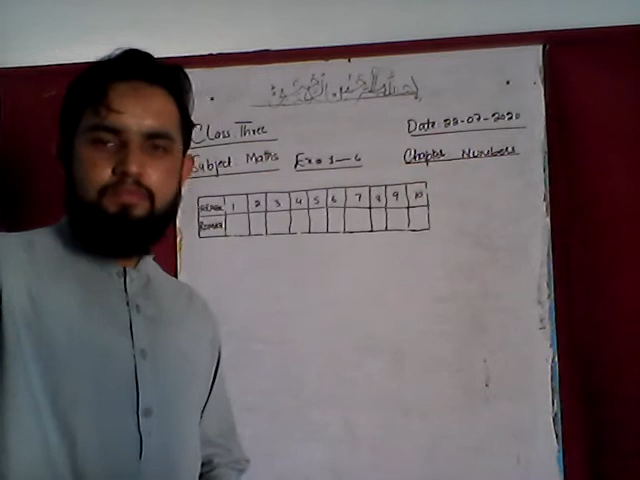 Class Three
Date: 22-07-2020
Subject Maths Ex# 1-6 Chapter Numbers
1 2 3 4 5 6 7 8 9 10
Roman